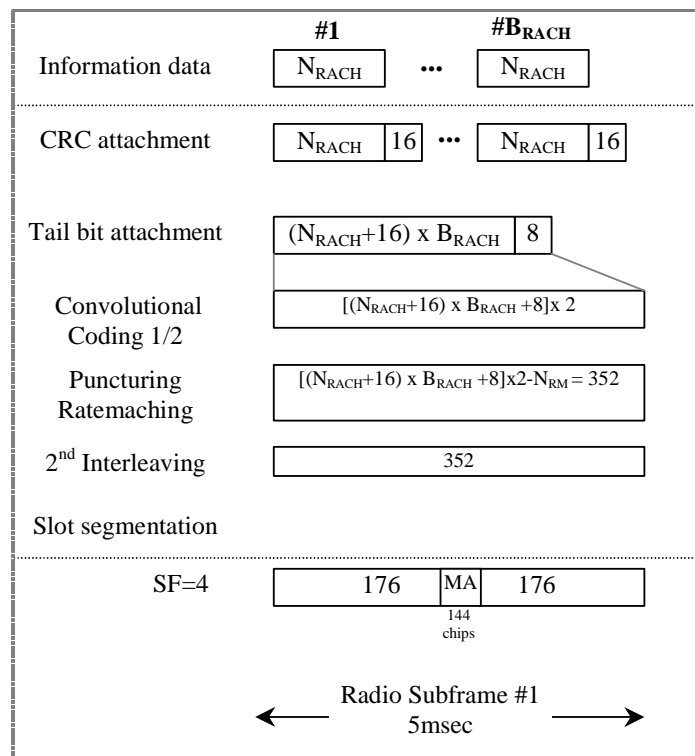 #1 #B_RACH
Information data N_RACH ... N_RACH
CRC attachment N_RACH 16 ... N_RACH 16
Tail bit attachment (N_RACH+16) x B_RACH 8
Convolutional
Coding 1/2
[(N_RACH+16) x B_RACH +8]x 2
Puncturing
Ratemaching
[(N_RACH+16) x B_RACH +8]x2-N_RM = 352
2nd Interleaving 352
Slot segmentation
SF=4 176 MA 176
144
chips
Radio Subframe #1
5msec